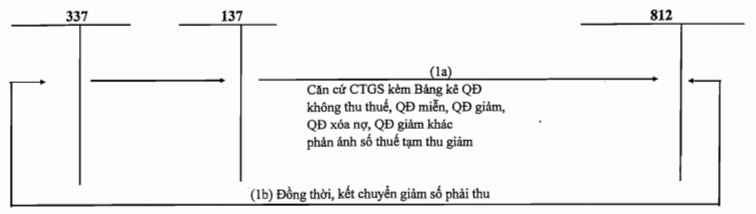 337 137 812
(1a)
Căn cứ CTGS kèm Bảng kê QĐ
không thu thuế, QĐ miễn, QĐ giảm,
QĐ xóa nợ, QĐ giảm khác
phản ánh số thuế tạm thu giảm
(1b) Đồng thời, kết chuyển giảm số phải thu